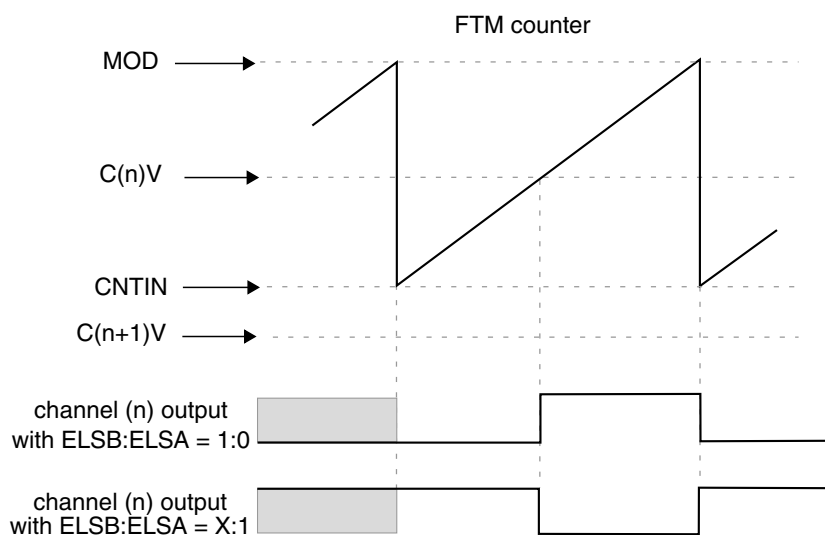 FTM counter
MOD
C(n)V
CNTIN
C(n+1)V
channel (n) output
with ELSB:ELSA = 1:0
channel (n) output
with ELSB:ELSA = X:1